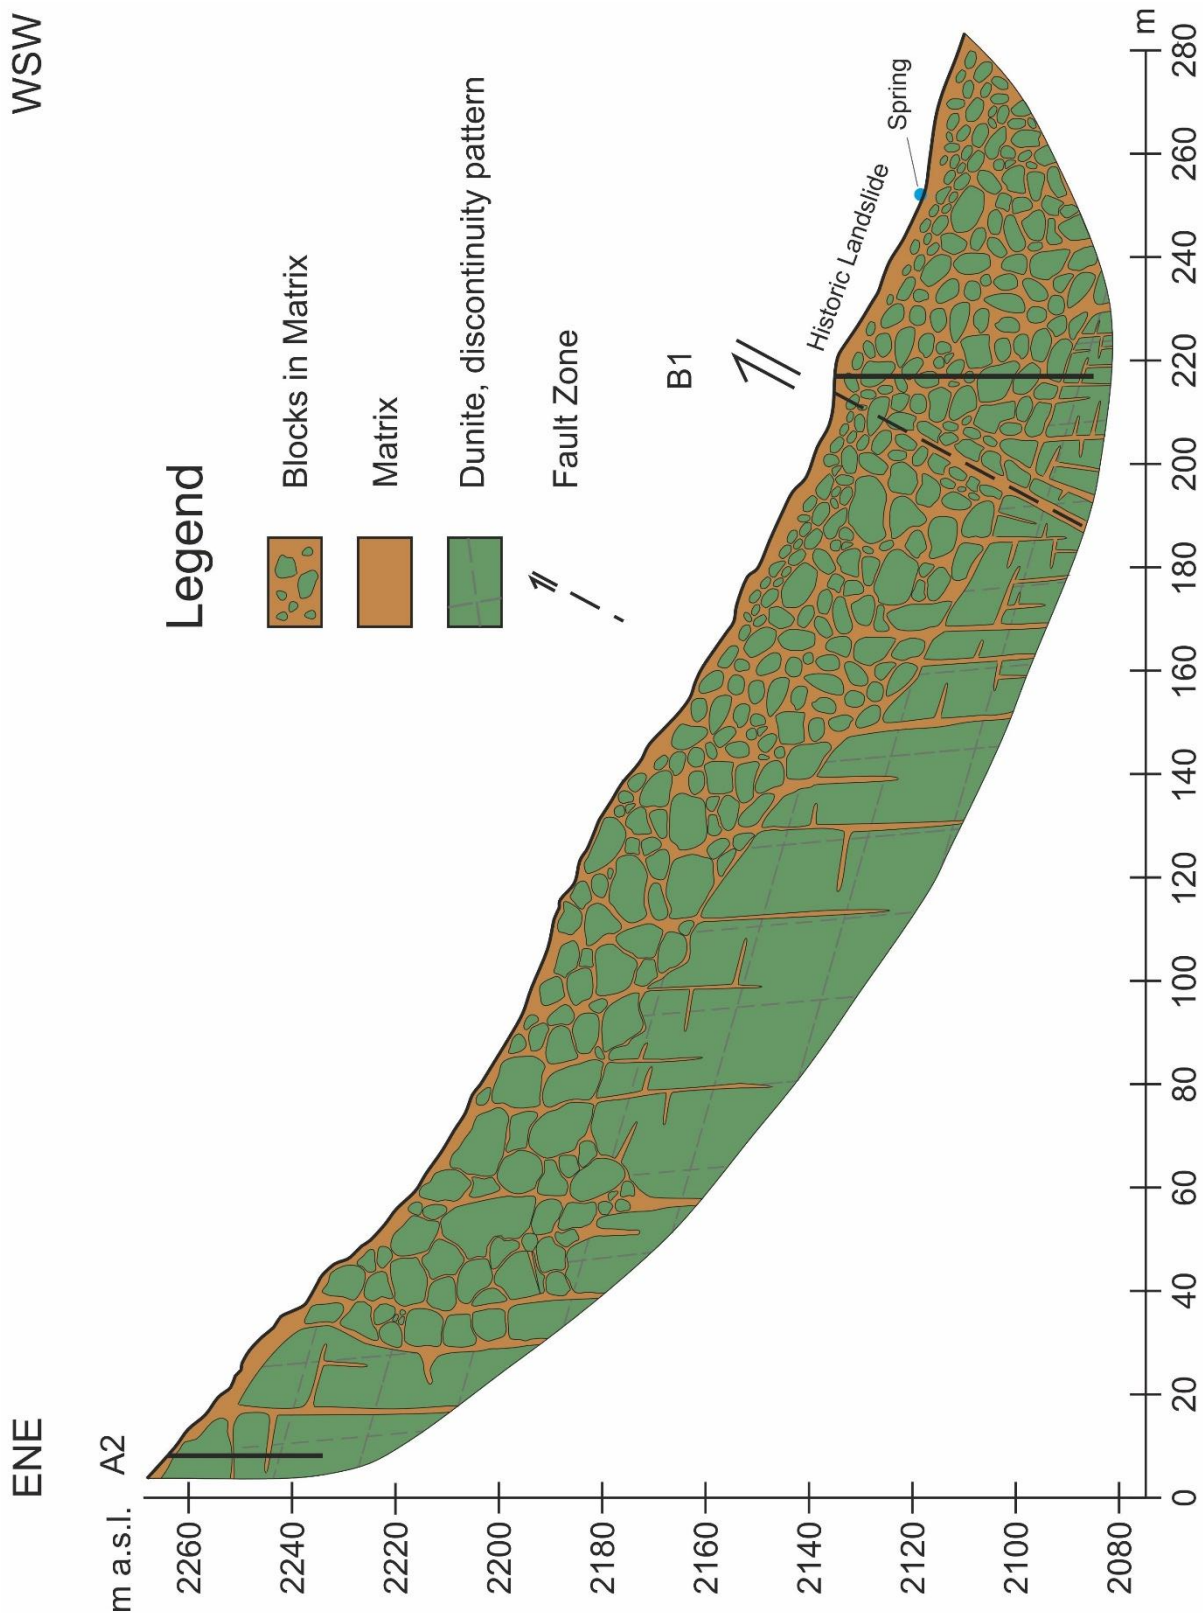 ENE
WSW
m a.s.l.
A2
Legend
Blocks in Matrix
Matrix
Dunite, discontinuity pattern
Fault Zone
B1
Historic Landslide
Spring
2260
2240
2220
2200
2180
2160
2140
2120
2100
2080
0
20
40
60
80
100
120
140
160
180
200
220
240
260
280
m